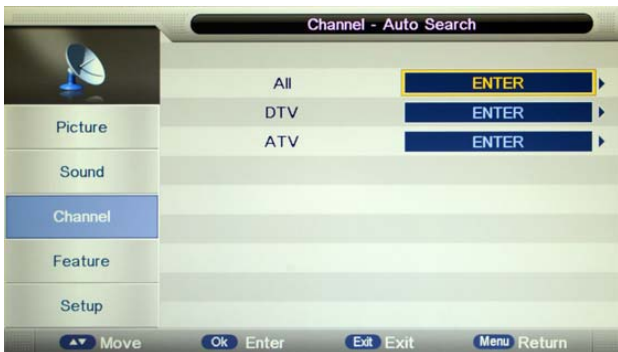 Channel - Auto Search
All ENTER
DTV ENTER
ATV ENTER
Picture
Sound
Channel
Feature
Setup
Move Ok Enter Exit Exit Menu Return